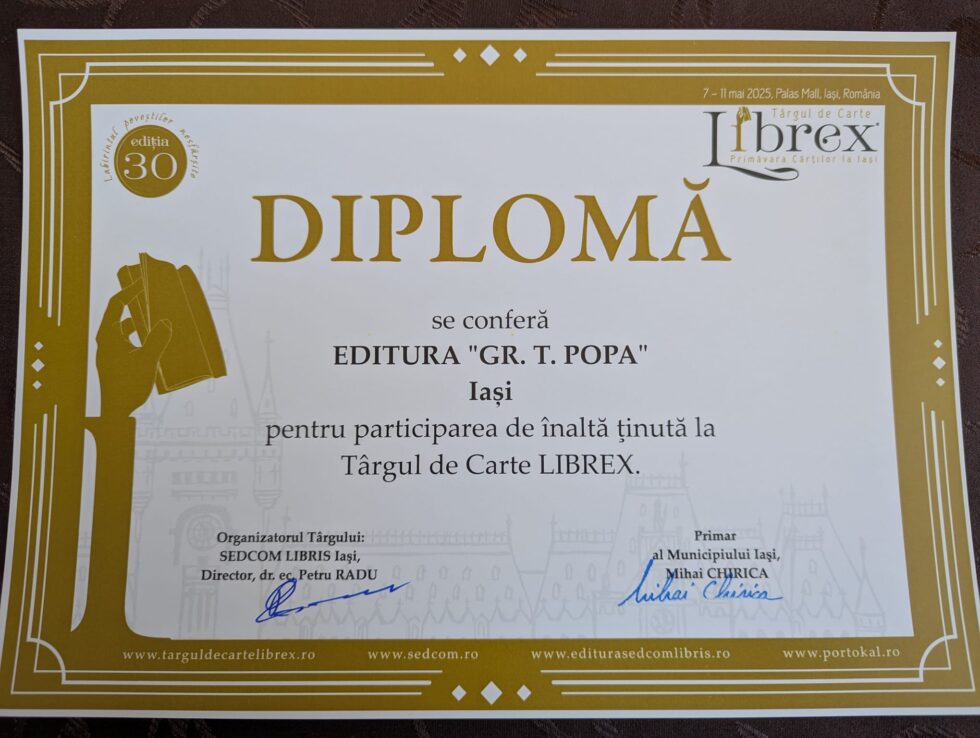 7 – 11 mai 2025, Palas Mall, Iași, România
Târgul de Carte
Librex
Primăvara Cărților la Iași
Labirintul poveștilor nesfârșite
ediția
30
DIPLOMĂ
se conferă
EDITURA "GR. T. POPA"
Iași
pentru participarea de înaltă ţinută la
Târgul de Carte LIBREX.
Organizatorul Târgului:
SEDCOM LIBRIS Iași,
Director, dr. ec. Petru RADU
Primar
al Municipiului Iași,
Mihai CHIRICA
Mihai Chirica
www.targuldecartelibrex.ro
www.sedcom.ro
www.editurasedcomlibris.ro
www.portokal.ro